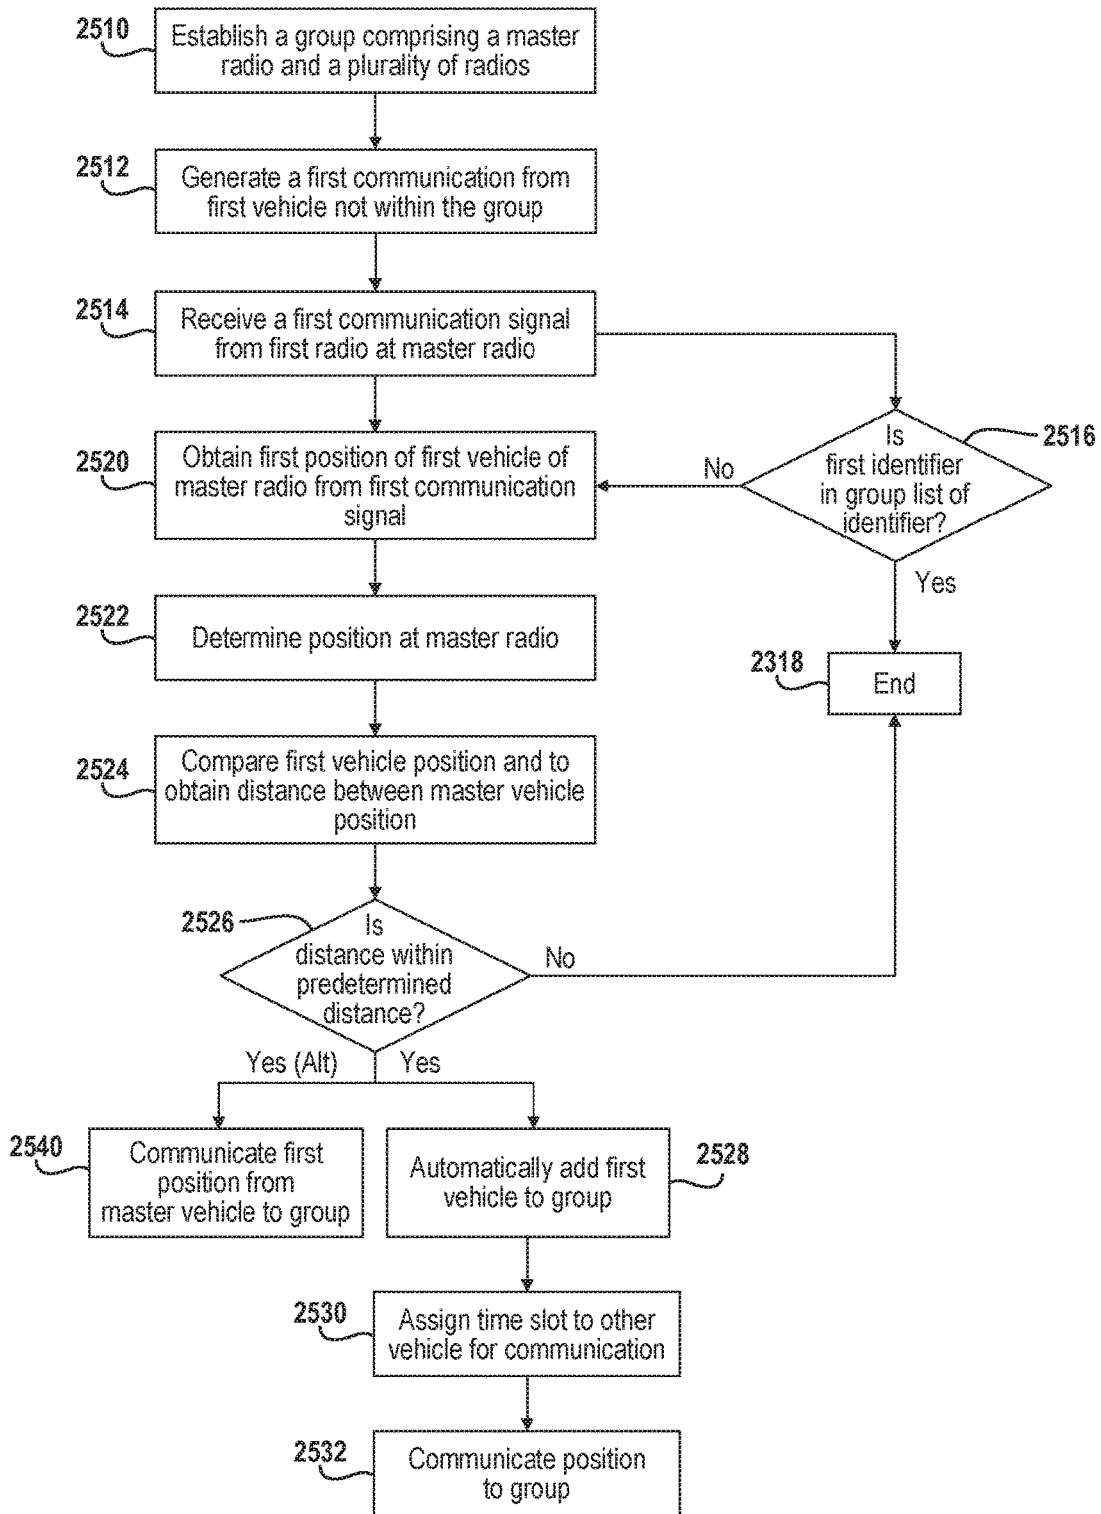 2510
Establish a group comprising a master
radio and a plurality of radios
2512
Generate a first communication from
first vehicle not within the group
2514
Receive a first communication signal
from first radio at master radio
2516
Is
first identifier
in group list of
identifier?
No
Yes
2520
Obtain first position of first vehicle of
master radio from first communication
signal
2522
Determine position at master radio
2318
End
2524
Compare first vehicle position and to
obtain distance between master vehicle
position
2526
Is
distance within
predetermined
distance?
No
Yes (Alt)
Yes
2540
Communicate first
position from
master vehicle to group
2528
Automatically add first
vehicle to group
2530
Assign time slot to other
vehicle for communication
2532
Communicate position
to group